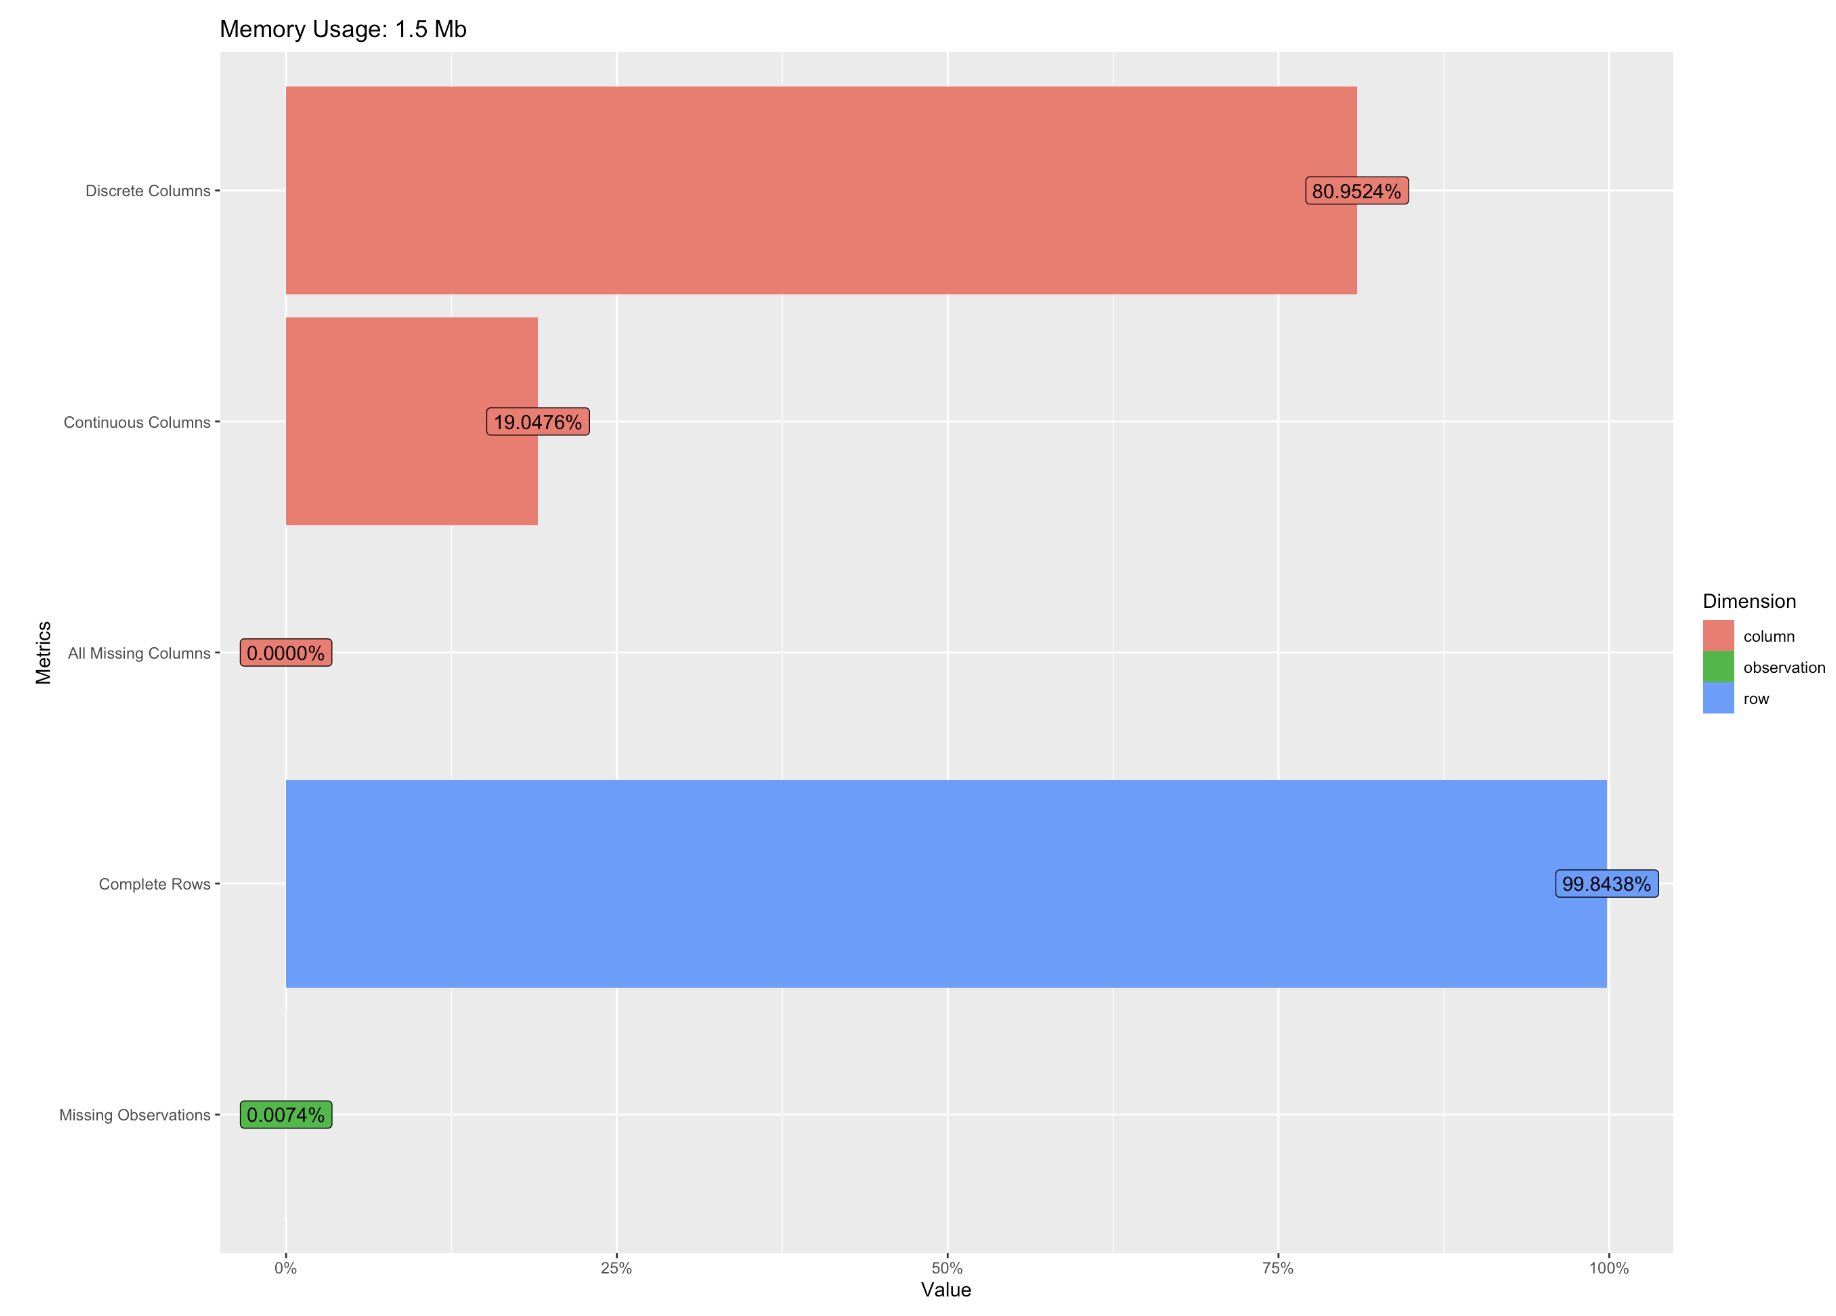 Memory Usage: 1.5 Mb
Discrete Columns
80.9524%
Continuous Columns
19.0476%
All Missing Columns
0.0000%
Complete Rows
99.8438%
Missing Observations
0.0074%
Metrics
0%
25%
50%
75%
100%
Value
Dimension
column
observation
row